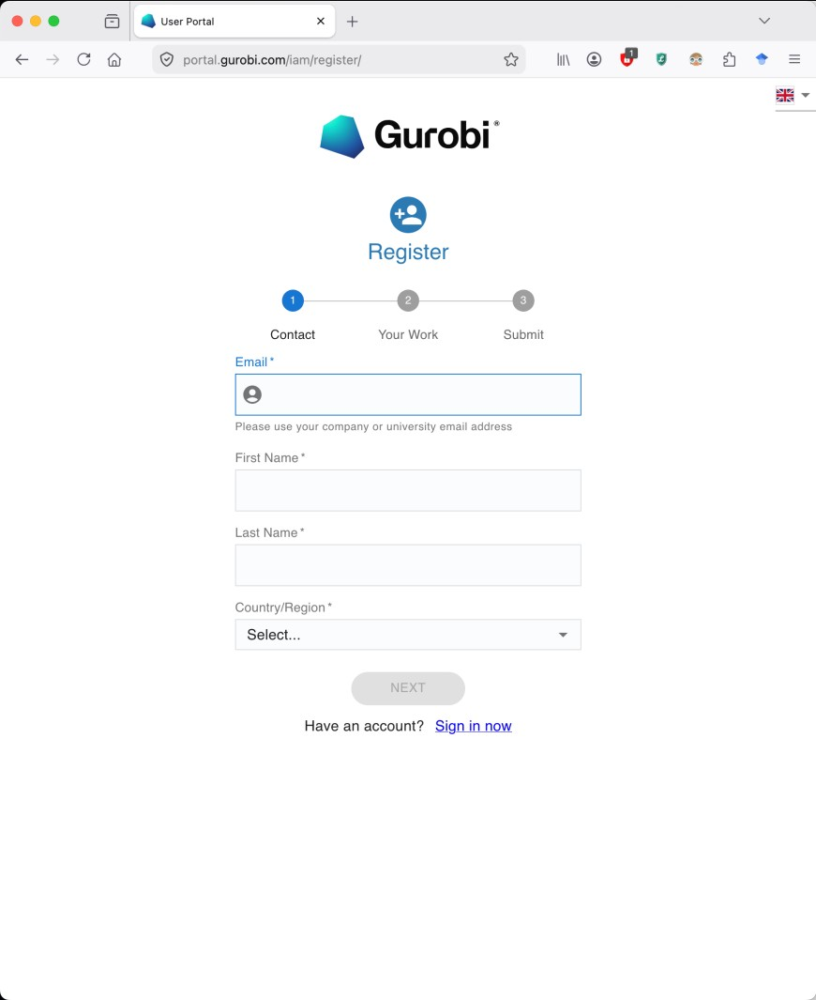 User Portal
portal.gurobi.com/iam/register/
1
Gurobi®
Register
1 2 3
Contact Your Work Submit
Email *
Please use your company or university email address
First Name *
Last Name *
Country/Region *
Select...
NEXT
Have an account? Sign in now